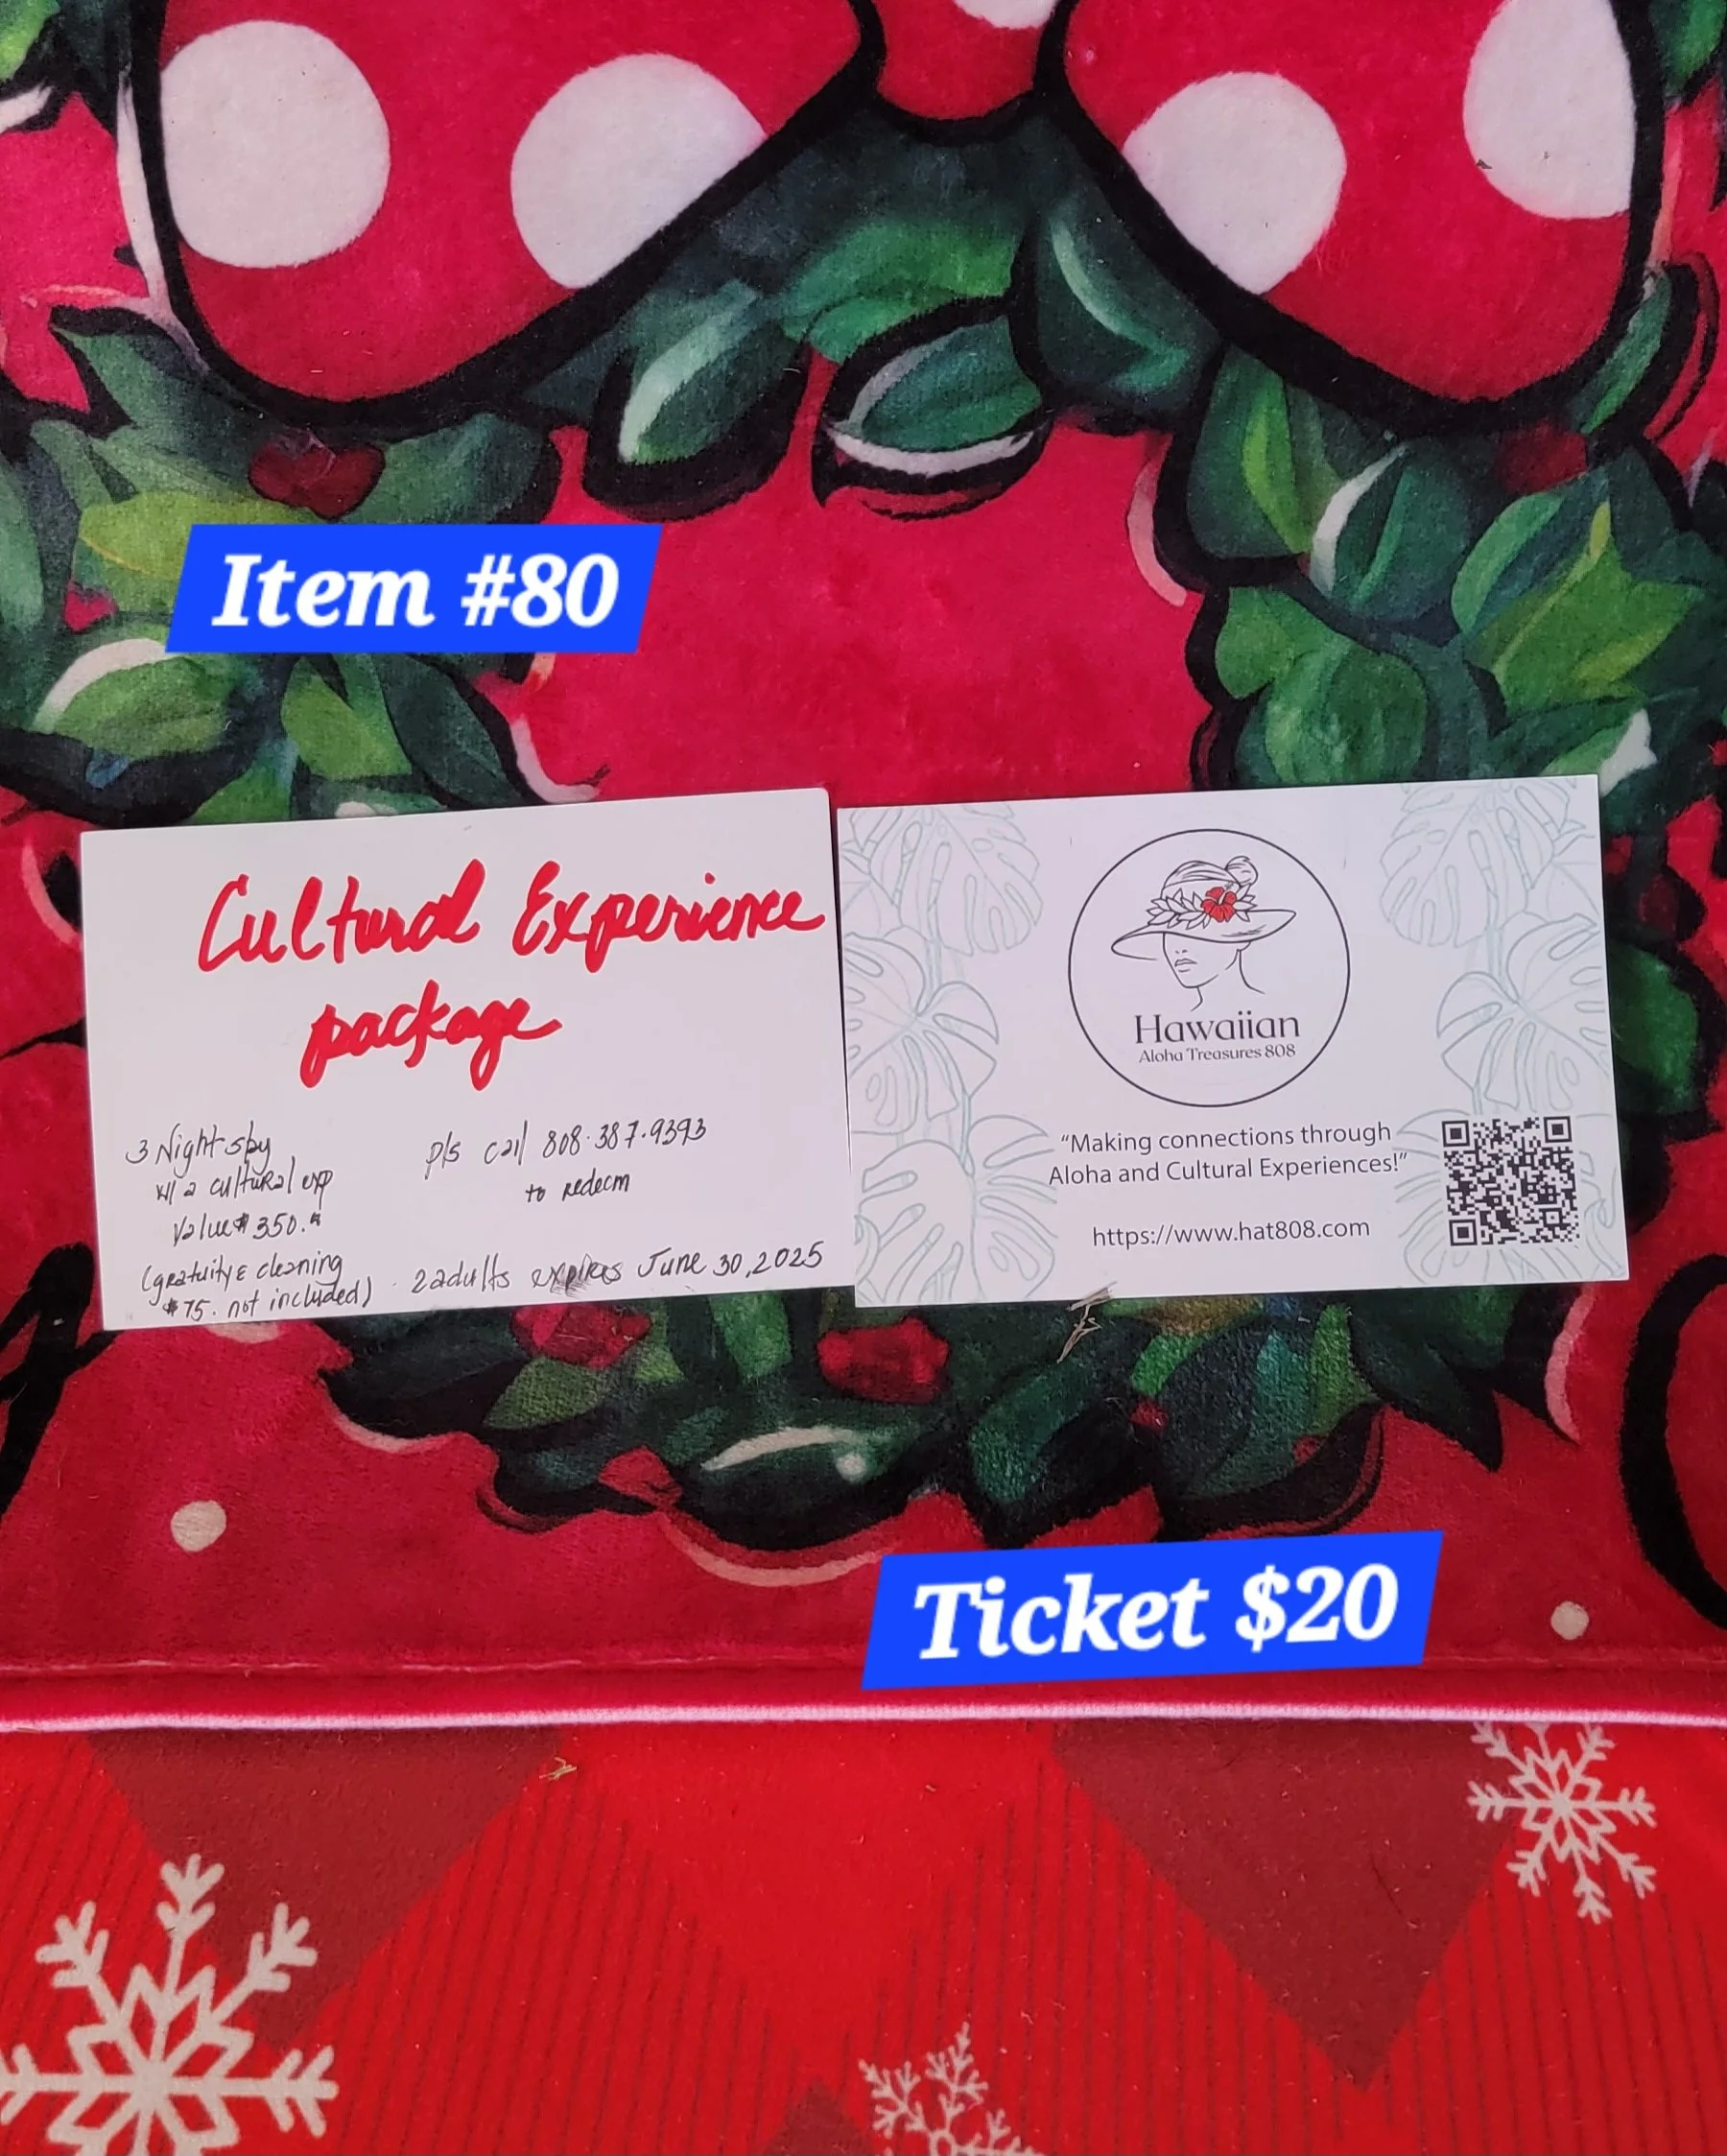 Item #80
Cultural Experience
package
3 Night stay
w/ a cultural exp
Value $350.
(gratuity & cleaning
$75. not included)
pls call 808.387.9393
to redeem
2 adults expires June 30, 2025
Hawaiian
Aloha Treasures 808
“Making connections through
Aloha and Cultural Experiences!”
https://www.hat808.com
Ticket $20